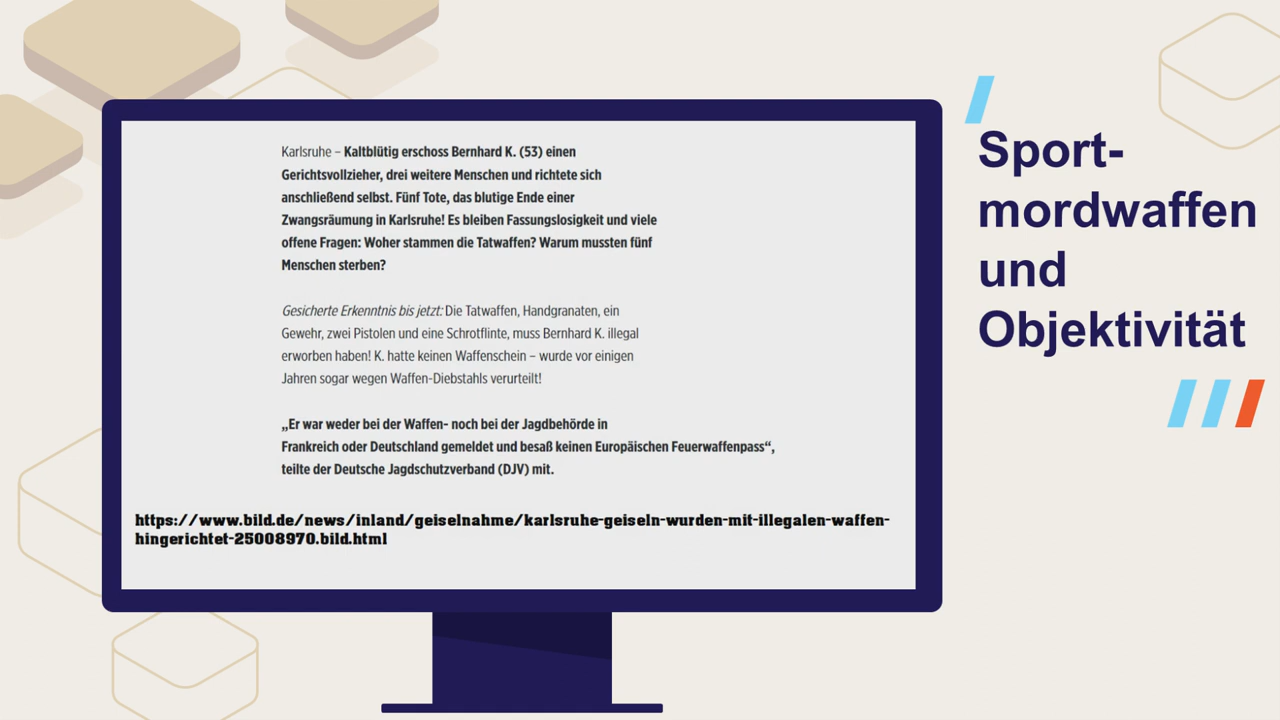 Karlsruhe – Kaltblütig erschoss Bernhard K. (53) einen
Gerichtsvollzieher, drei weitere Menschen und richtete sich
anschließend selbst. Fünf Tote, das blutige Ende einer
Zwangsräumung in Karlsruhe! Es bleiben Fassungslosigkeit und viele
offene Fragen: Woher stammen die Tatwaffen? Warum mussten fünf
Menschen sterben?
Gesicherte Erkenntnis bis jetzt: Die Tatwaffen, Handgranaten, ein
Gewehr, zwei Pistolen und eine Schrotflinte, muss Bernhard K. illegal
erworben haben! K. hatte keinen Waffenschein – wurde vor einigen
Jahren sogar wegen Waffen-Diebstahls verurteilt!
„Er war weder bei der Waffen- noch bei der Jagdbehörde in
Frankreich oder Deutschland gemeldet und besaß keinen Europäischen Feuerwaffenpass“,
teilte der Deutsche Jagdschutzverband (DJV) mit.
https://www.bild.de/news/inland/geiselnahme/karlsruhe-geiseln-wurden-mit-illegalen-waffen-
hingerichtet-25008970.bild.html
Sport-
mordwaffen
und
Objektivität